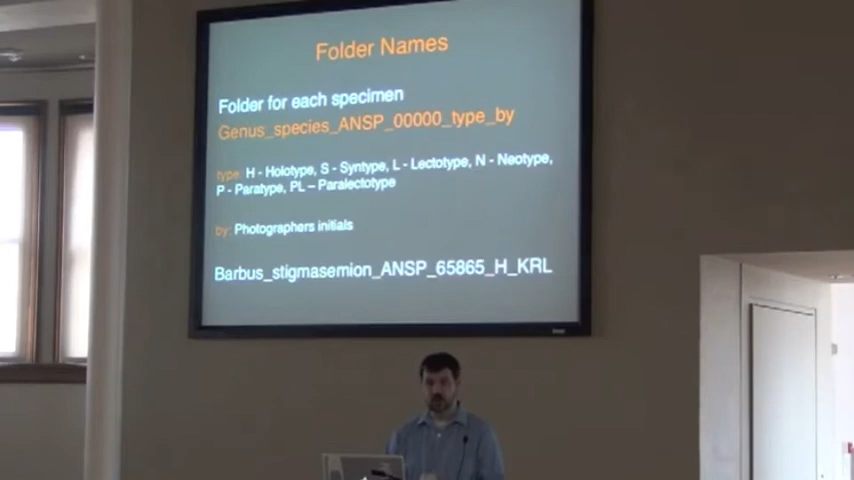 Folder Names
Folder for each specimen
Genus_species_ANSP_00000_type_by
type: H - Holotype, S - Syntype, L - Lectotype, N - Neotype,
P - Paratype, PL – Paralectotype
by: Photographers initials
Barbus_stigmasemion_ANSP_65865_H_KRL